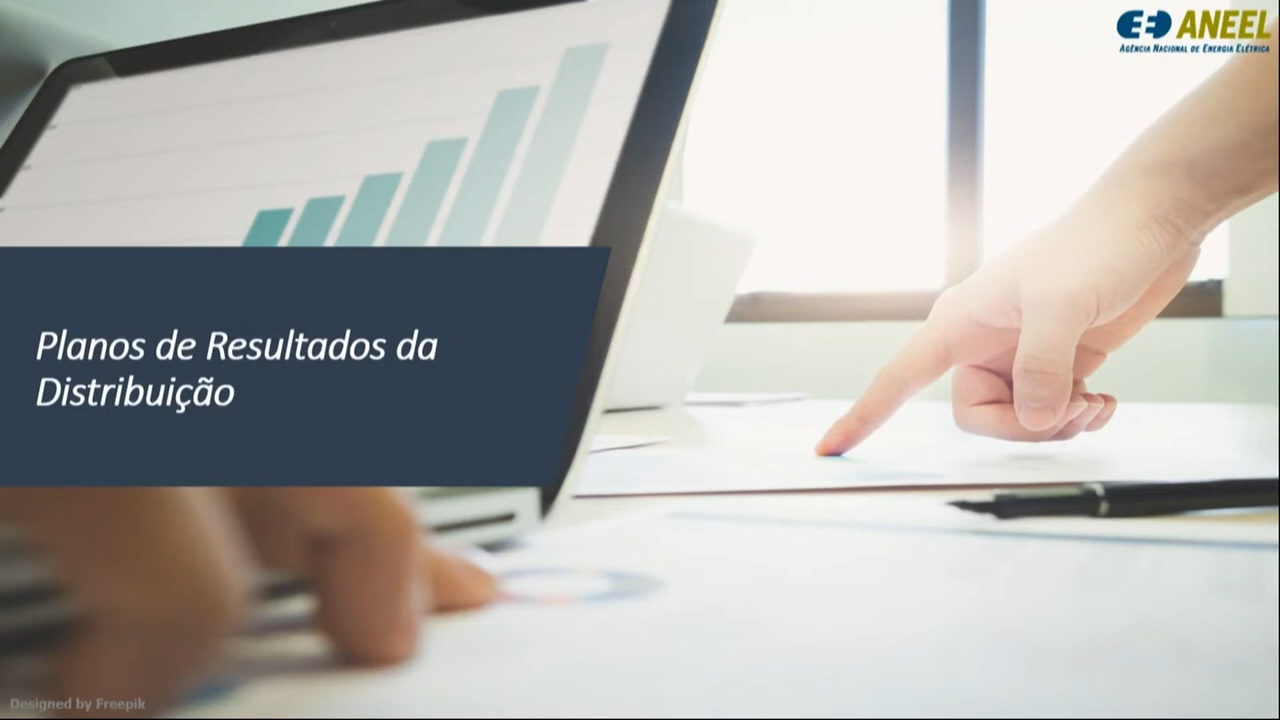 ANEEL
AGÊNCIA NACIONAL DE ENERGIA ELÉTRICA
Planos de Resultados da
Distribuição
Designed by Freepik